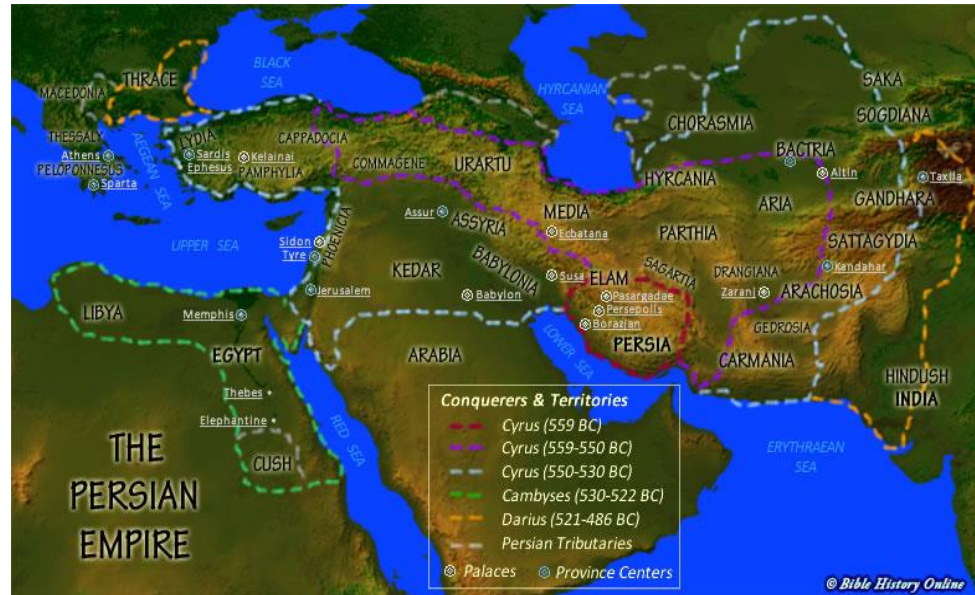 THRACE
MACEDONIA
BLACK
SEA
HYRCANIAN
SEA
SAKA
SOGDIANA
CHORASMIA
THESSALY
Athens
PELOPONNESUS
Sparta
AEGEAN SEA
LYDIA
Sardis
Ephesus
Kelainai
PAMPHYLIA
CAPPADOCIA
COMMAGENE
URARTU
HYRCANIA
BACTRIA
Altin
Taxila
GANDHARA
ARIA
Assur
ASSYRIA
MEDIA
Ecbatana
PARTHIA
SATTAGYDIA
Kandahar
UPPER SEA
Sidon
Tyre
PHOENICIA
KEDAR
BABYLONIA
Susa
ELAM
SAGARTIA
DRANGIANA
Zaranj
ARACHOSIA
Jerusalem
Babylon
Pasargadae
Persepolis
Borazjan
PERSIA
GEDROSIA
CARMANIA
LIBYA
Memphis
EGYPT
ARABIA
LOWER SEA
HINDUSH
INDIA
Thebes
Elephantine
CUSH
RED SEA
ERYTHRAEAN
SEA
THE
PERSIAN
EMPIRE
Conquerers & Territories
Cyrus (559 BC)
Cyrus (559-550 BC)
Cyrus (550-530 BC)
Cambyses (530-522 BC)
Darius (521-486 BC)
Persian Tributaries
Palaces
Province Centers
© Bible History Online